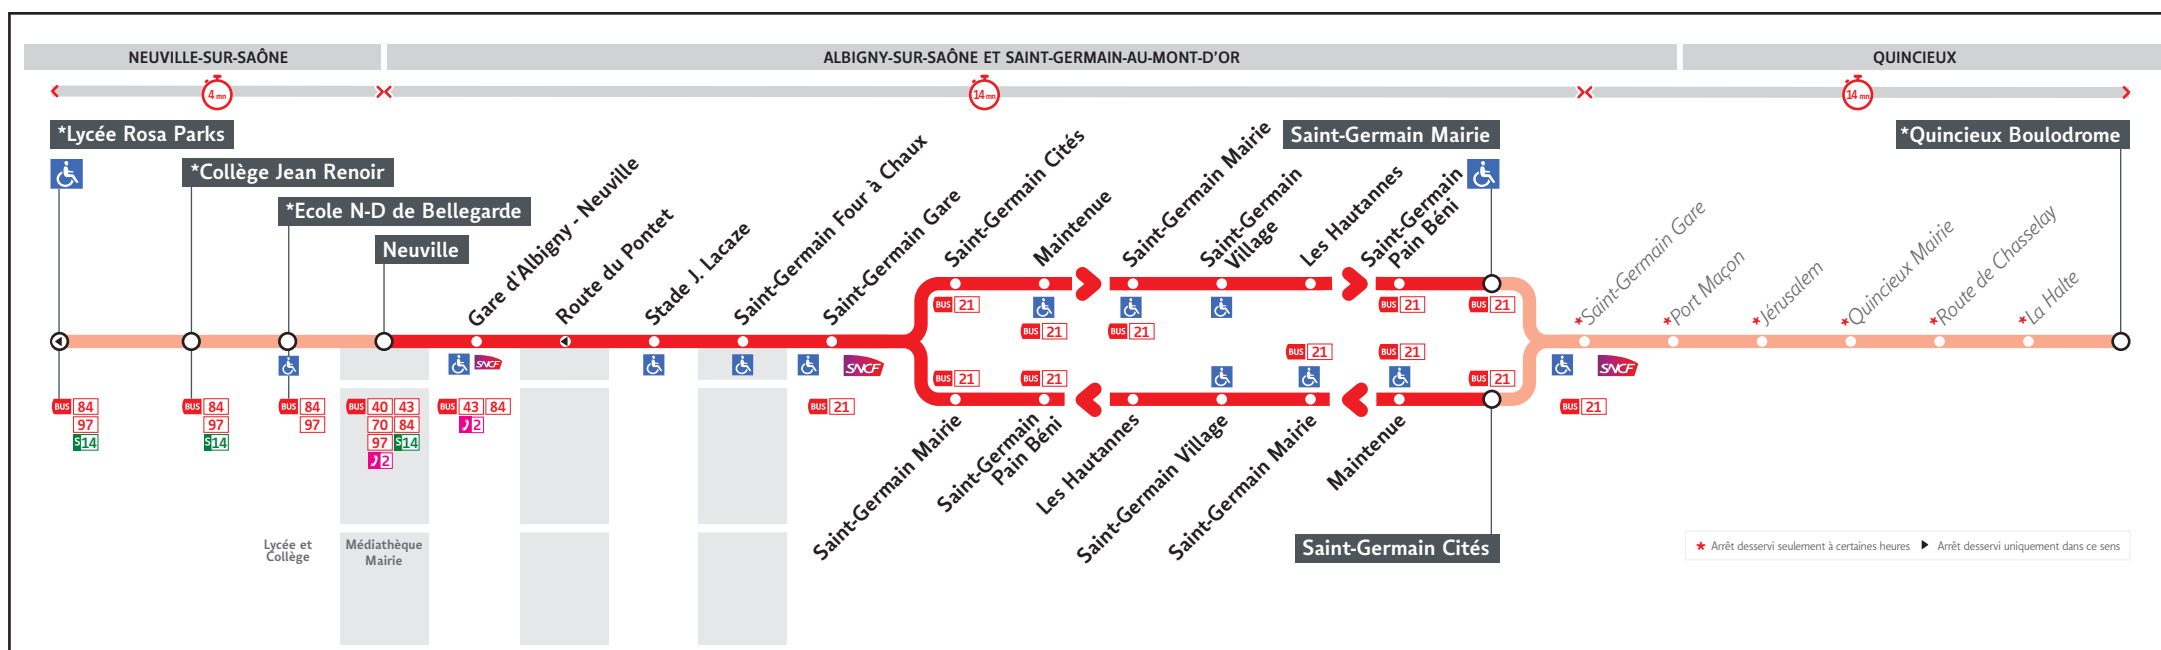 NEUVILLE-SUR-SAÔNE
ALBIGNY-SUR-SAÔNE ET SAINT-GERMAIN-AU-MONT-D'OR
QUINCIEUX
4 mn
14 mn
14 mn
*Lycée Rosa Parks
*Collège Jean Renoir
*Ecole N-D de Bellegarde
Neuville
Gare d'Albigny - Neuville
Route du Pontet
Stade J. Lacaze
Saint-Germain Four à Chaux
Saint-Germain Gare
Saint-Germain Cités
Maintenue
Saint-Germain Mairie
Saint-Germain
Village
Les Hautannes
Saint-Germain
Pain Béni
Saint-Germain Mairie
*Saint-Germain Gare
*Port Maçon
*Jérusalem
*Quincieux Mairie
*Route de Chasselay
*La Halte
*Quincieux Boulodrome
BUS 21
BUS 21
BUS 21
BUS 21
BUS 21
BUS 21
BUS 21
BUS 21
BUS 21
BUS 21
SNCF
SNCF
SNCF
BUS 84
97
S14
BUS 84
97
S14
BUS 84
97
BUS 40 43
70 84
97 S14
2
BUS 43 84
2
BUS 21
BUS 21
Saint-Germain Mairie
Saint-Germain
Pain Béni
Les Hautannes
Saint-Germain Village
Saint-Germain Mairie
Maintenue
Saint-Germain Cités
Lycée et
Collège
Médiathèque
Mairie
* Arrêt desservi seulement à certaines heures
Arrêt desservi uniquement dans ce sens